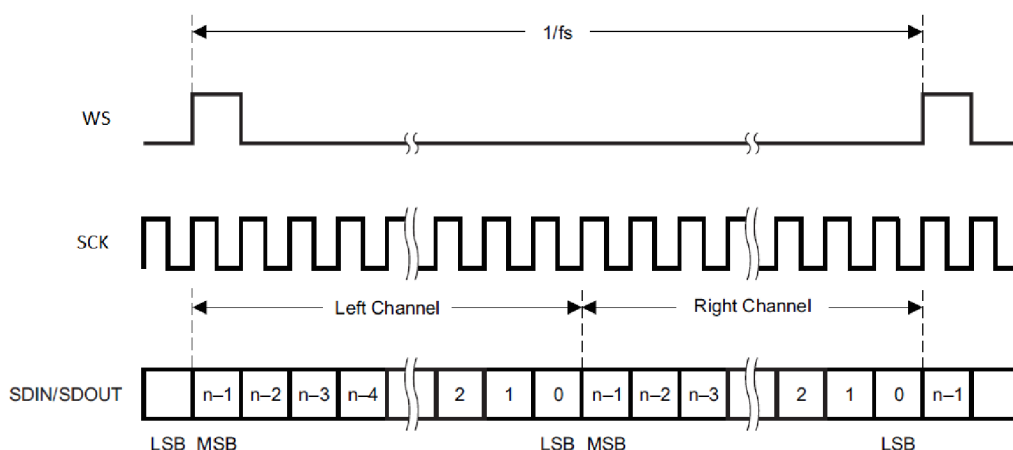 1/fs
WS
SCK
Left Channel Right Channel
SDIN/SDOUT n–1 n–2 n–3 n–4 2 1 0 n–1 n–2 n–3 2 1 0 n–1
LSB MSB LSB MSB LSB